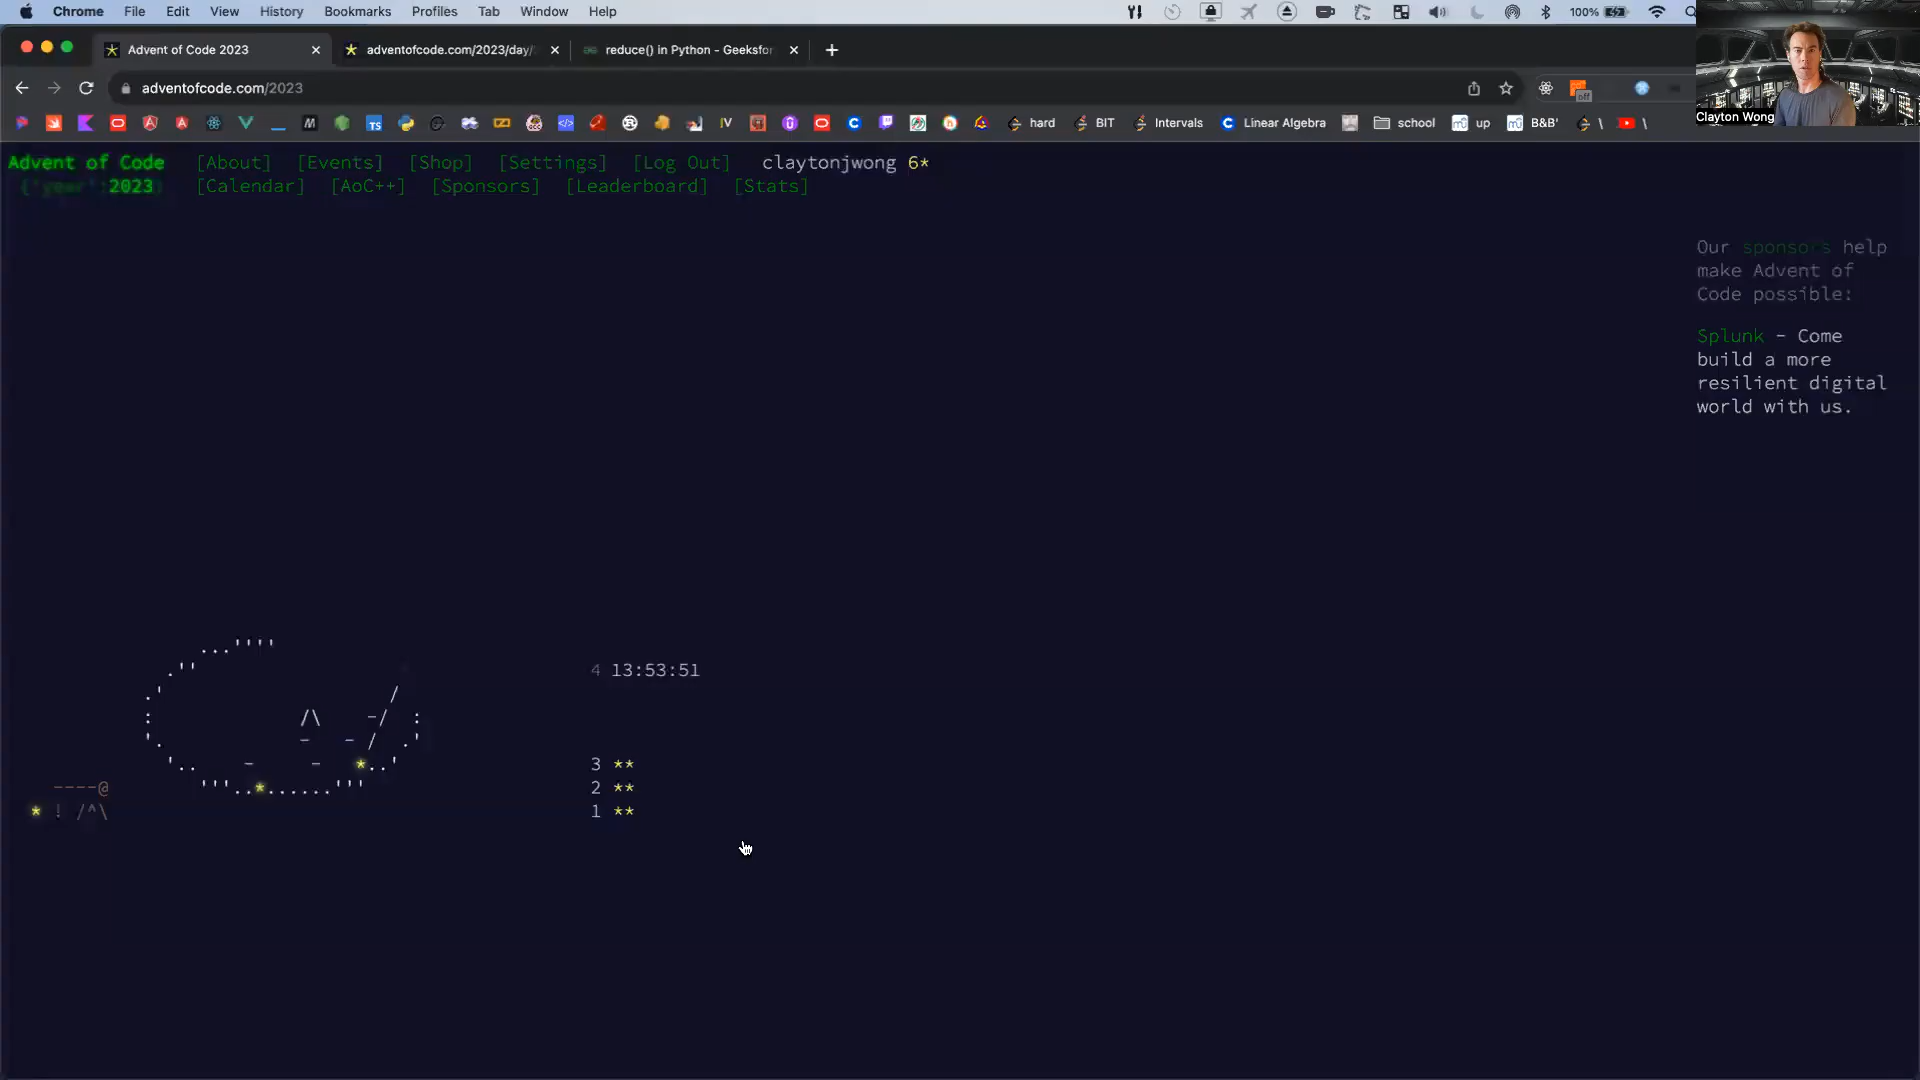 Chrome File Edit View History Bookmarks Profiles Tab Window Help 100%
Advent of Code 2023 adventofcode.com/2023/day/ reduce() in Python - Geeksfor
adventofcode.com/2023 off
IV hard BIT Intervals Linear Algebra school up B&B' \ \
Clayton Wong
Advent of Code [About] [Events] [Shop] [Settings] [Log Out] claytonjwong 6*
{'year':2023} [Calendar] [AoC++] [Sponsors] [Leaderboard] [Stats]
Our sponsors help
make Advent of
Code possible:
Splunk - Come
build a more
resilient digital
world with us.
4 13:53:51
3 **
2 **
1 **